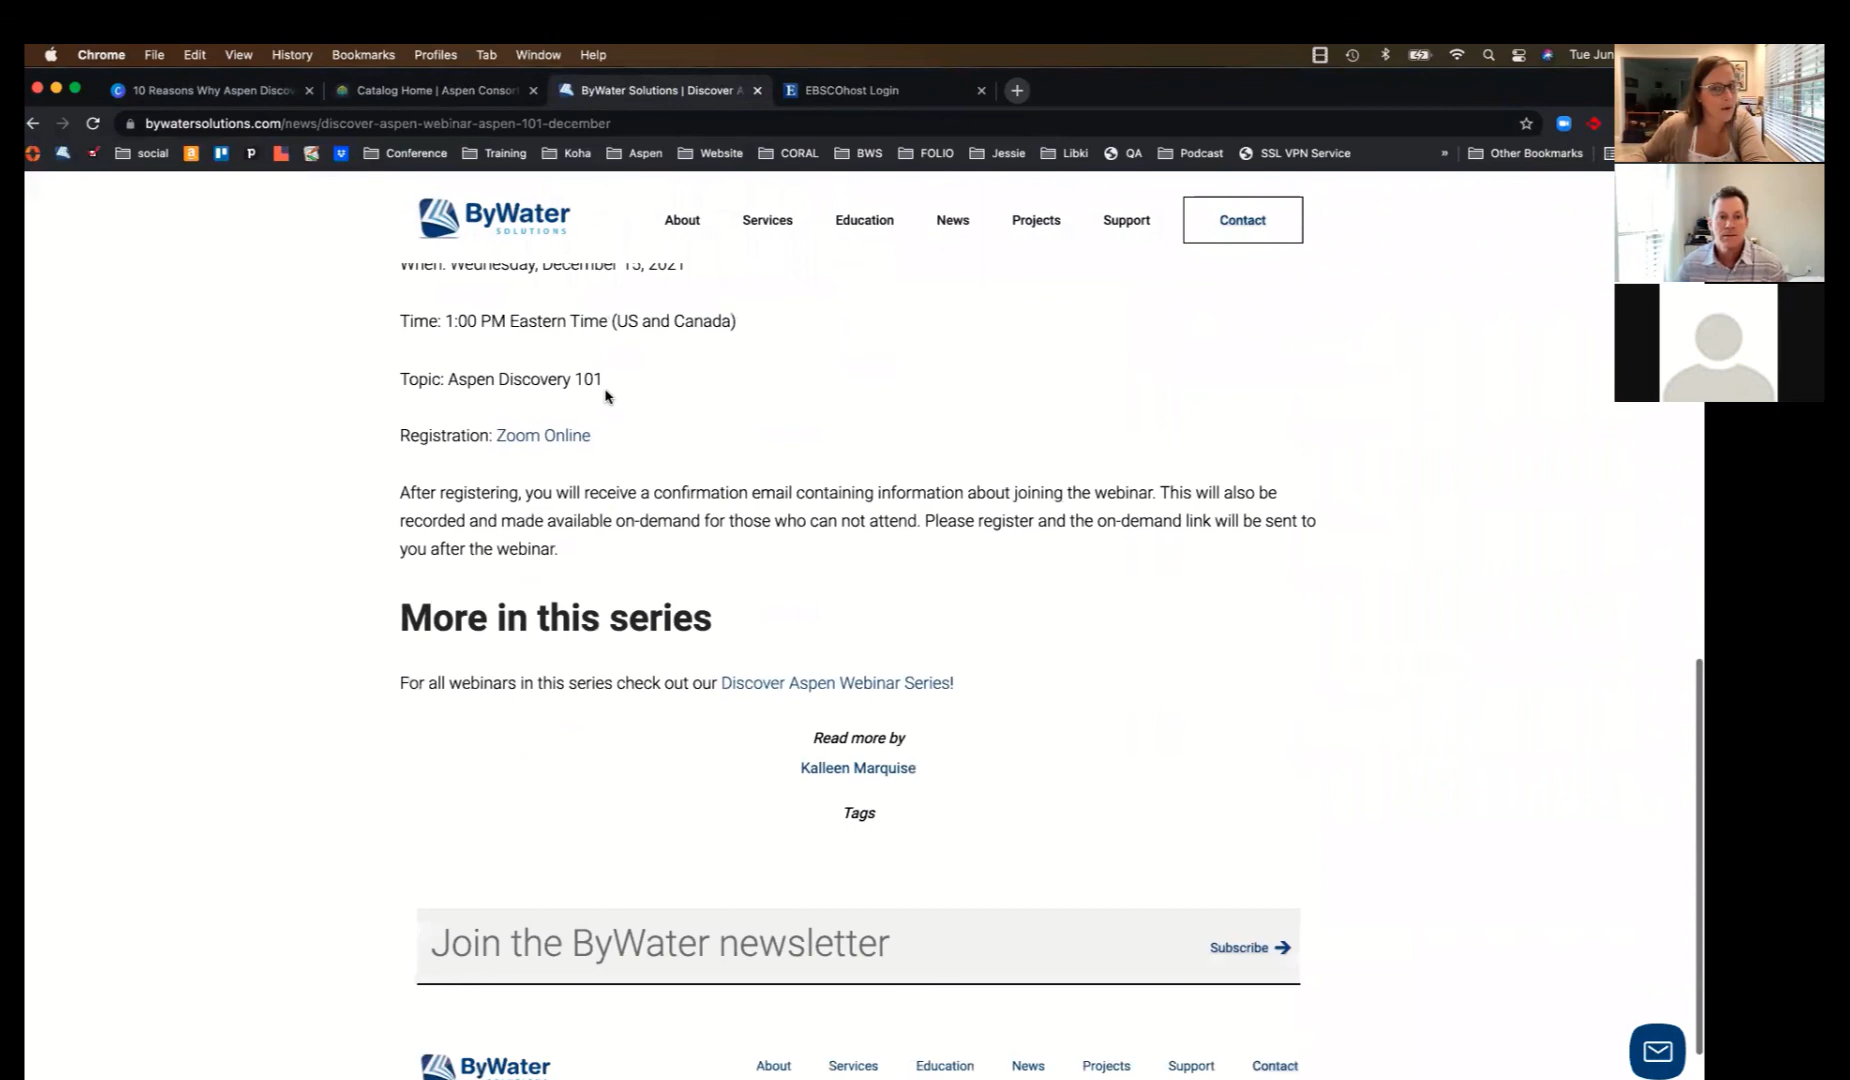 Chrome File Edit View History Bookmarks Profiles Tab Window Help Tue Jun
10 Reasons Why Aspen Disco Catalog Home | Aspen Consor ByWater Solutions | Discover A EBSCOhost Login
bywatersolutions.com/news/discover-aspen-webinar-aspen-101-december
social Conference Training Koha Aspen Website CORAL BWS FOLIO Jessie Libki QA Podcast SSL VPN Service » Other Bookmarks
ByWater
SOLUTIONS
About Services Education News Projects Support Contact
When: Wednesday, December 15, 2021
Time: 1:00 PM Eastern Time (US and Canada)
Topic: Aspen Discovery 101
Registration: Zoom Online
After registering, you will receive a confirmation email containing information about joining the webinar. This will also be
recorded and made available on-demand for those who can not attend. Please register and the on-demand link will be sent to
you after the webinar.
More in this series
For all webinars in this series check out our Discover Aspen Webinar Series!
Read more by
Kalleen Marquise
Tags
Join the ByWater newsletter
Subscribe →
ByWater
About Services Education News Projects Support Contact